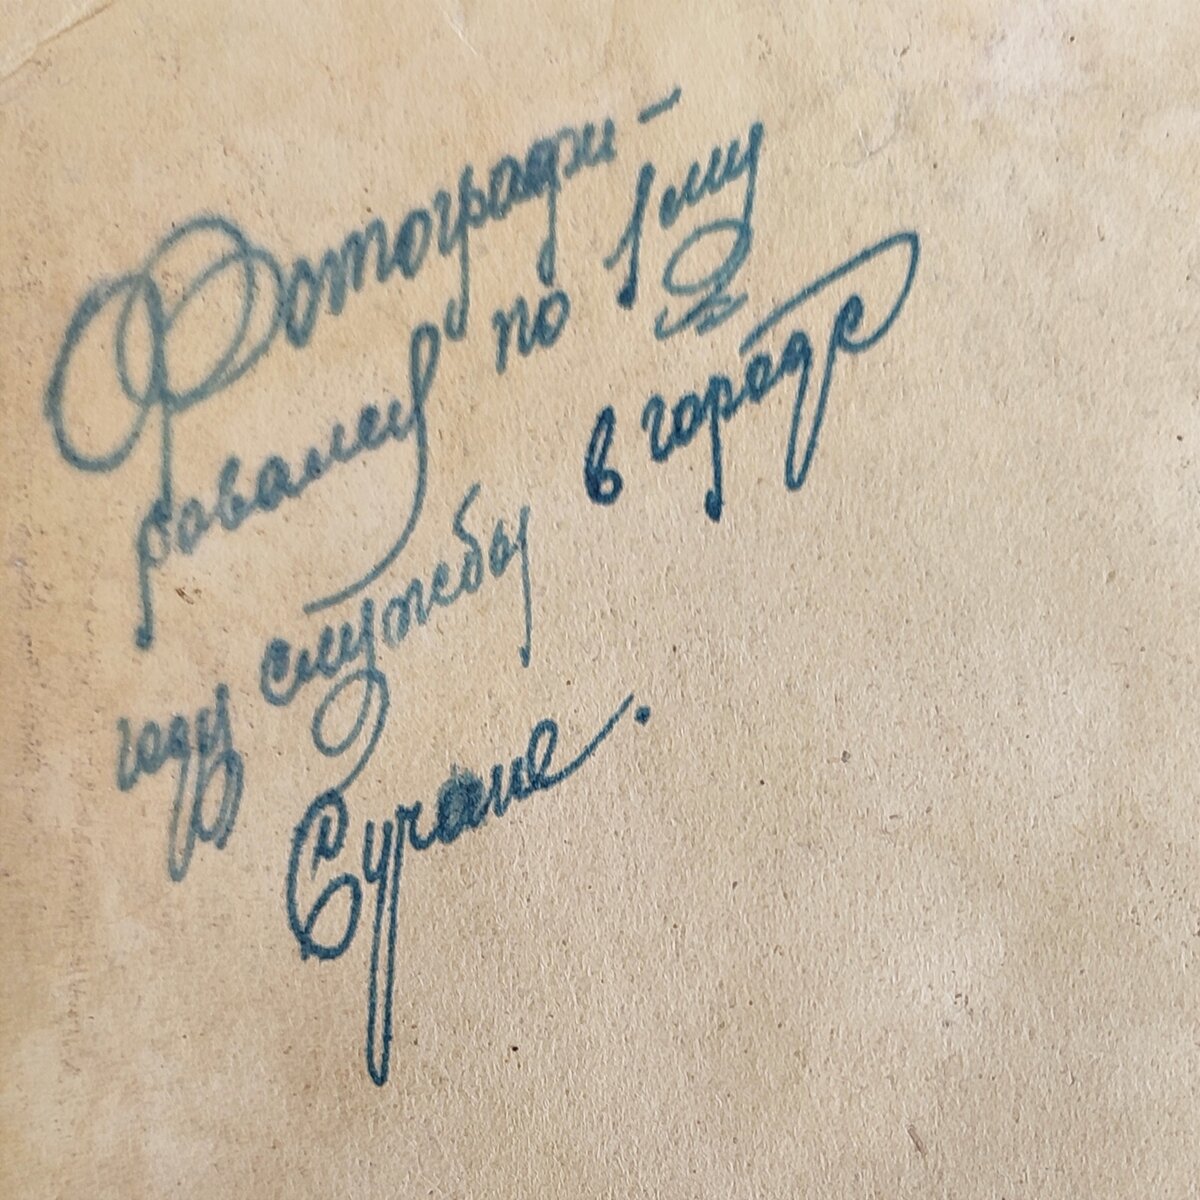 Фотографи-
ровался по 1му
году службы в городе
Сучане.